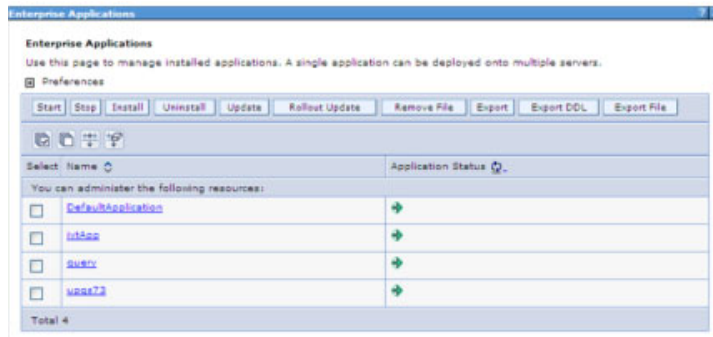 Enterprise Applications ?
Enterprise Applications
Use this page to manage installed applications. A single application can be deployed onto multiple servers.
Preferences
Start Stop Install Uninstall Update Rollout Update Remove File Export Export DDL Export File
Select Name Application Status
You can administer the following resources:
DefaultApplication
ivtApp
query
upgs73
Total 4